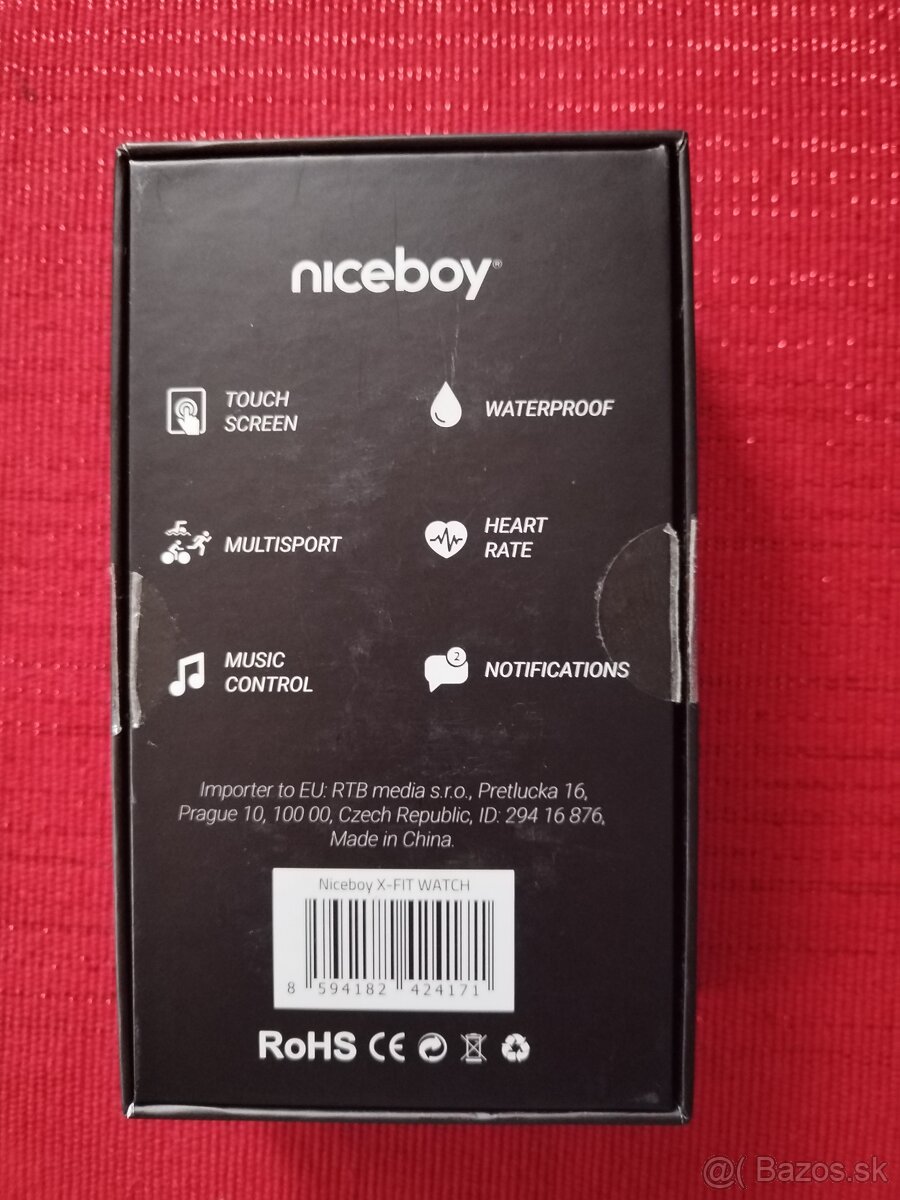 niceboy®
TOUCH
SCREEN
WATERPROOF
MULTISPORT
HEART
RATE
MUSIC
CONTROL
2
NOTIFICATIONS
Importer to EU: RTB media s.r.o., Pretlucka 16,
Prague 10, 100 00, Czech Republic, ID: 294 16 876,
Made in China.
Niceboy X-FIT WATCH
8 594182 424171
RoHS CE
@( Bazos.sk